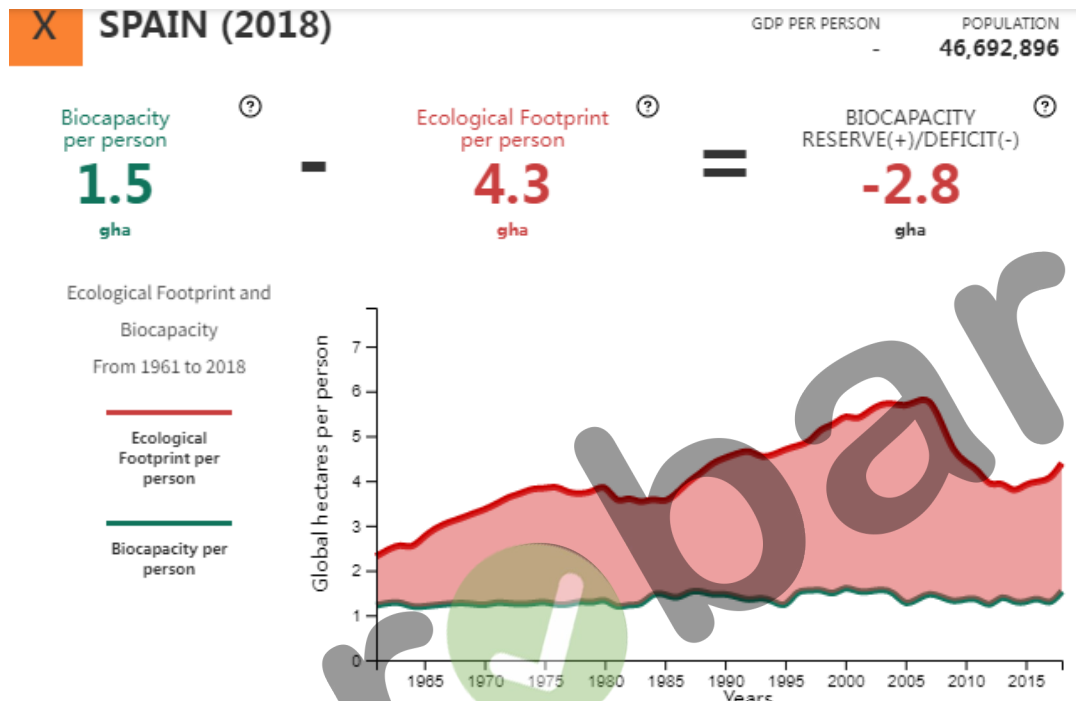 X SPAIN (2018)
GDP PER PERSON
-
POPULATION
46,692,896
Biocapacity
per person
1.5
gha
-
Ecological Footprint
per person
4.3
gha
=
BIOCAPACITY
RESERVE(+)/DEFICIT(-)
-2.8
gha
?
?
?
Ecological Footprint and
Biocapacity
From 1961 to 2018
Ecological
Footprint per
person
Biocapacity per
person
Global hectares per person
7
6
5
4
3
2
1
0
1965 1970 1975 1980 1985 1990 1995 2000 2005 2010 2015
Years
r bar